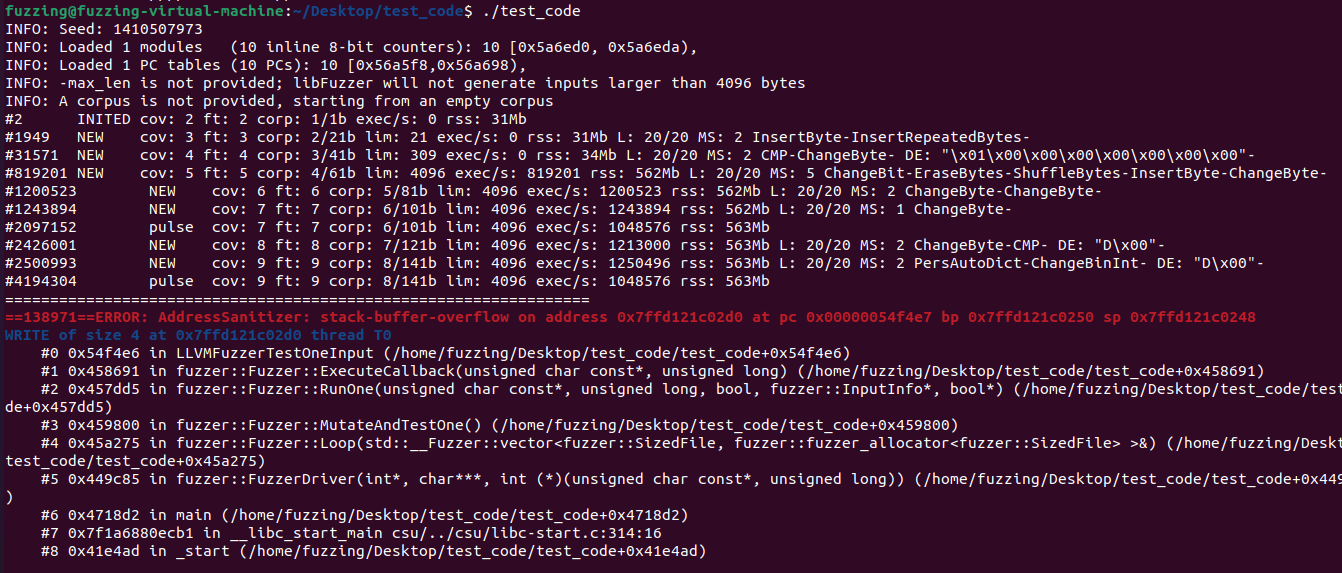 fuzzing@fuzzing-virtual-machine:~/Desktop/test_code$ ./test_code
INFO: Seed: 1410507973
INFO: Loaded 1 modules   (10 inline 8-bit counters): 10 [0x5a6ed0, 0x5a6eda),
INFO: Loaded 1 PC tables (10 PCs): 10 [0x56a5f8,0x56a698),
INFO: -max_len is not provided; libFuzzer will not generate inputs larger than 4096 bytes
INFO: A corpus is not provided, starting from an empty corpus
#2      INITED cov: 2 ft: 2 corp: 1/1b exec/s: 0 rss: 31Mb
#1949   NEW    cov: 3 ft: 3 corp: 2/21b lim: 21 exec/s: 0 rss: 31Mb L: 20/20 MS: 2 InsertByte-InsertRepeatedBytes-
#31571  NEW    cov: 4 ft: 4 corp: 3/41b lim: 309 exec/s: 0 rss: 34Mb L: 20/20 MS: 2 CMP-ChangeByte- DE: "\x01\x00\x00\x00\x00\x00\x00\x00"-
#819201 NEW    cov: 5 ft: 5 corp: 4/61b lim: 4096 exec/s: 819201 rss: 562Mb L: 20/20 MS: 5 ChangeBit-EraseBytes-ShuffleBytes-InsertByte-ChangeByte-
#1200523        NEW    cov: 6 ft: 6 corp: 5/81b lim: 4096 exec/s: 1200523 rss: 562Mb L: 20/20 MS: 2 ChangeByte-ChangeByte-
#1243894        NEW    cov: 7 ft: 7 corp: 6/101b lim: 4096 exec/s: 1243894 rss: 562Mb L: 20/20 MS: 1 ChangeByte-
#2097152        pulse  cov: 7 ft: 7 corp: 6/101b lim: 4096 exec/s: 1048576 rss: 563Mb
#2426001        NEW    cov: 8 ft: 8 corp: 7/121b lim: 4096 exec/s: 1213000 rss: 563Mb L: 20/20 MS: 2 ChangeByte-CMP- DE: "D\x00"-
#2500993        NEW    cov: 9 ft: 9 corp: 8/141b lim: 4096 exec/s: 1250496 rss: 563Mb L: 20/20 MS: 2 PersAutoDict-ChangeBinInt- DE: "D\x00"-
#4194304        pulse  cov: 9 ft: 9 corp: 8/141b lim: 4096 exec/s: 1048576 rss: 563Mb
=================================================================
==138971==ERROR: AddressSanitizer: stack-buffer-overflow on address 0x7ffd121c02d0 at pc 0x00000054f4e7 bp 0x7ffd121c0250 sp 0x7ffd121c0248
WRITE of size 4 at 0x7ffd121c02d0 thread T0
    #0 0x54f4e6 in LLVMFuzzerTestOneInput (/home/fuzzing/Desktop/test_code/test_code+0x54f4e6)
    #1 0x458691 in fuzzer::Fuzzer::ExecuteCallback(unsigned char const*, unsigned long) (/home/fuzzing/Desktop/test_code/test_code+0x458691)
    #2 0x457dd5 in fuzzer::Fuzzer::RunOne(unsigned char const*, unsigned long, bool, fuzzer::InputInfo*, bool*) (/home/fuzzing/Desktop/test_code/test
de+0x457dd5)
    #3 0x459800 in fuzzer::Fuzzer::MutateAndTestOne() (/home/fuzzing/Desktop/test_code/test_code+0x459800)
    #4 0x45a275 in fuzzer::Fuzzer::Loop(std::__Fuzzer::vector<fuzzer::SizedFile, fuzzer::fuzzer_allocator<fuzzer::SizedFile> >&) (/home/fuzzing/Deskt
test_code/test_code+0x45a275)
    #5 0x449c85 in fuzzer::FuzzerDriver(int*, char***, int (*)(unsigned char const*, unsigned long)) (/home/fuzzing/Desktop/test_code/test_code+0x449
)
    #6 0x4718d2 in main (/home/fuzzing/Desktop/test_code/test_code+0x4718d2)
    #7 0x7f1a6880ecb1 in __libc_start_main csu/../csu/libc-start.c:314:16
    #8 0x41e4ad in _start (/home/fuzzing/Desktop/test_code/test_code+0x41e4ad)